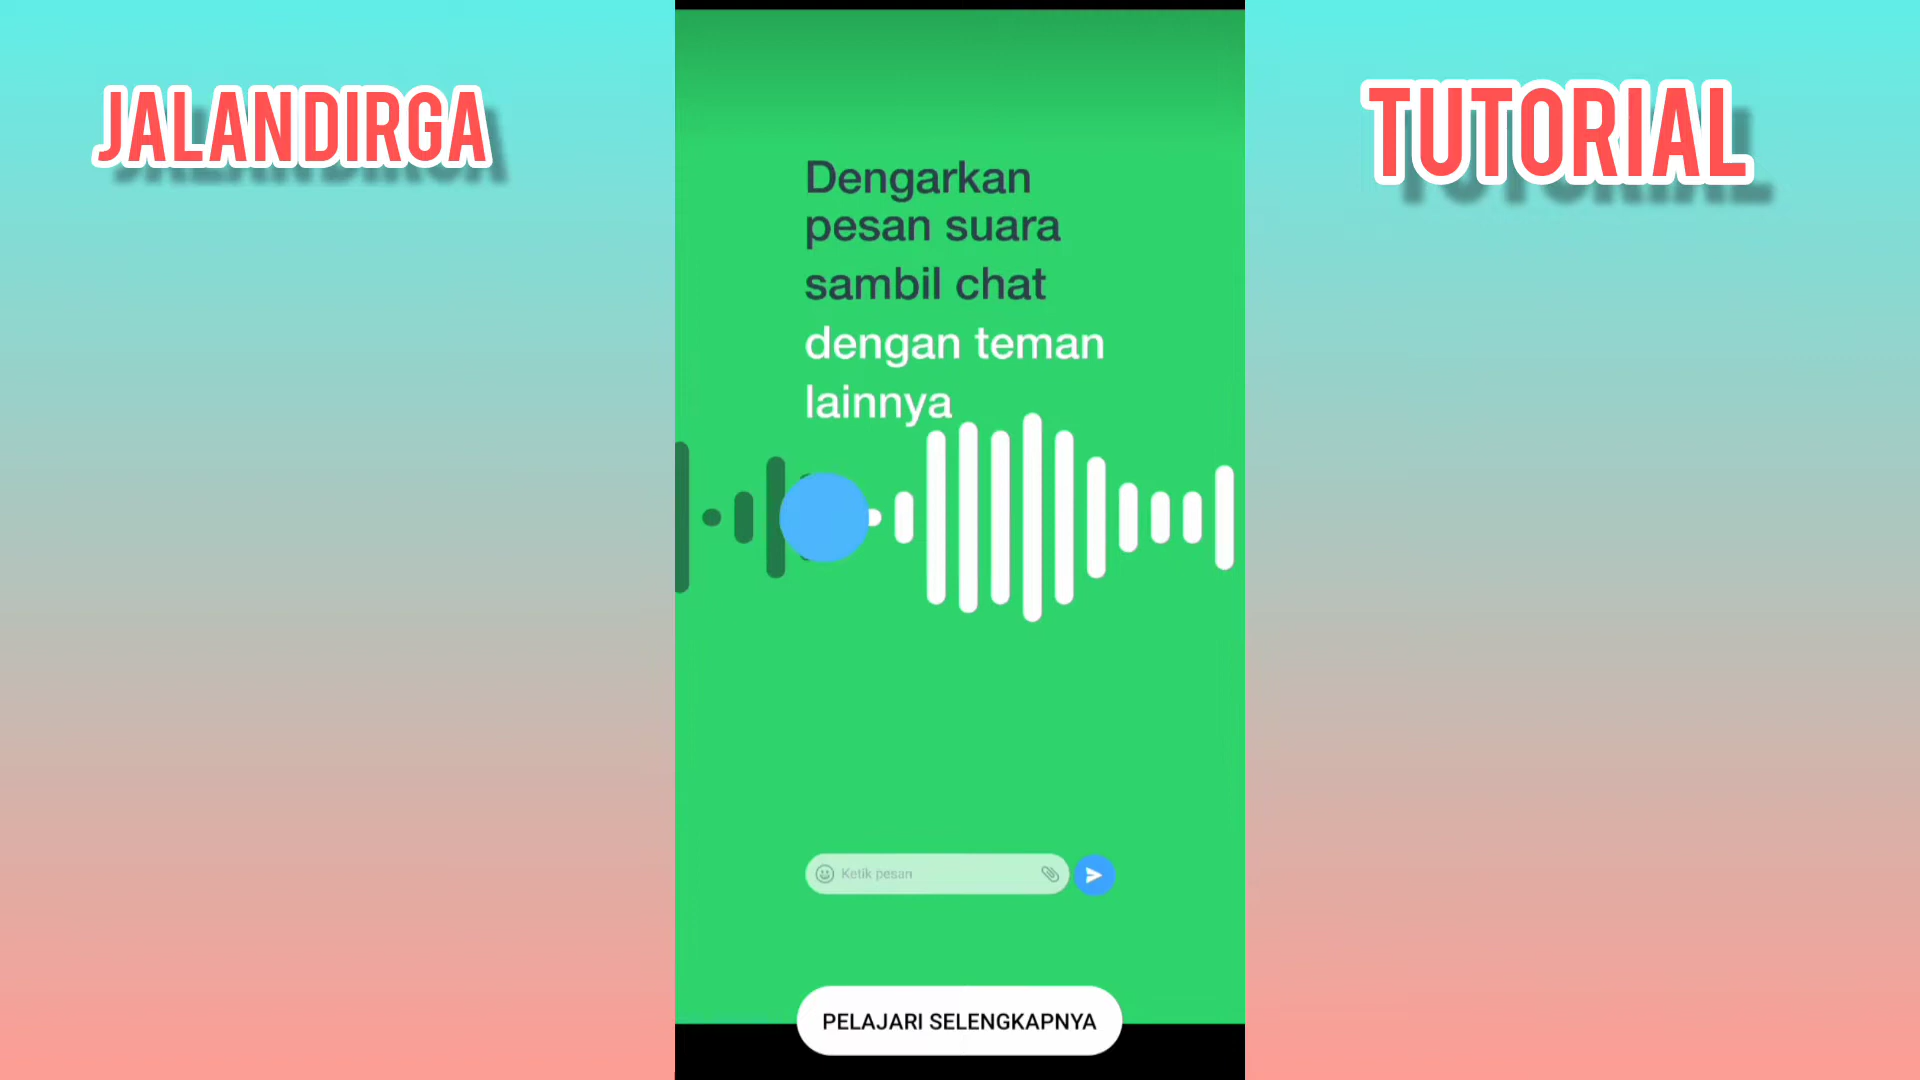 JALANDIRGA
TUTORIAL
Dengarkan
pesan suara
sambil chat
dengan teman
lainnya
Ketik pesan
PELAJARI SELENGKAPNYA